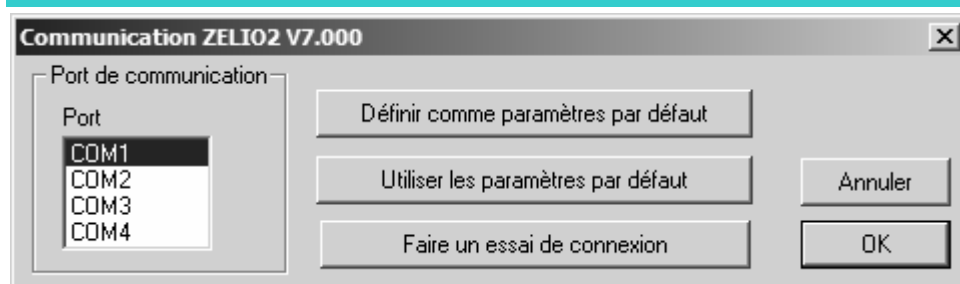 Communication ZELIO2 V7.000
Port de communication
Port
COM1
COM2
COM3
COM4
Définir comme paramètres par défaut
Utiliser les paramètres par défaut
Faire un essai de connexion
Annuler
OK